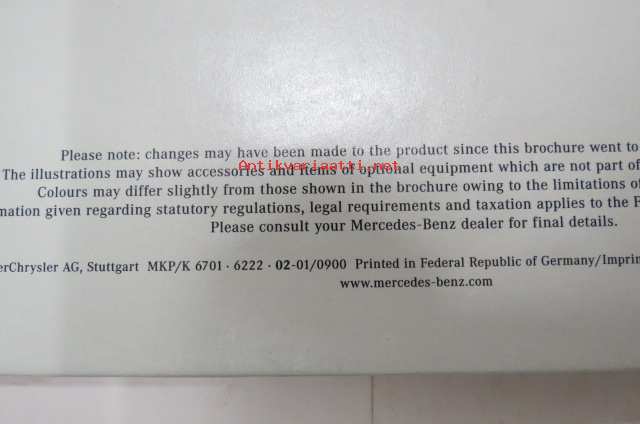 Please note: changes may have been made to the product since this brochure went to
Antikvariaatti.net
The illustrations may show accessories and items of optional equipment which are not part of
Colours may differ slightly from those shown in the brochure owing to the limitations of
mation given regarding statutory regulations, legal requirements and taxation applies to the F
Please consult your Mercedes-Benz dealer for final details.
erChrysler AG, Stuttgart MKP/K 6701 · 6222 · 02-01/0900 Printed in Federal Republic of Germany/Imprim
www.mercedes-benz.com